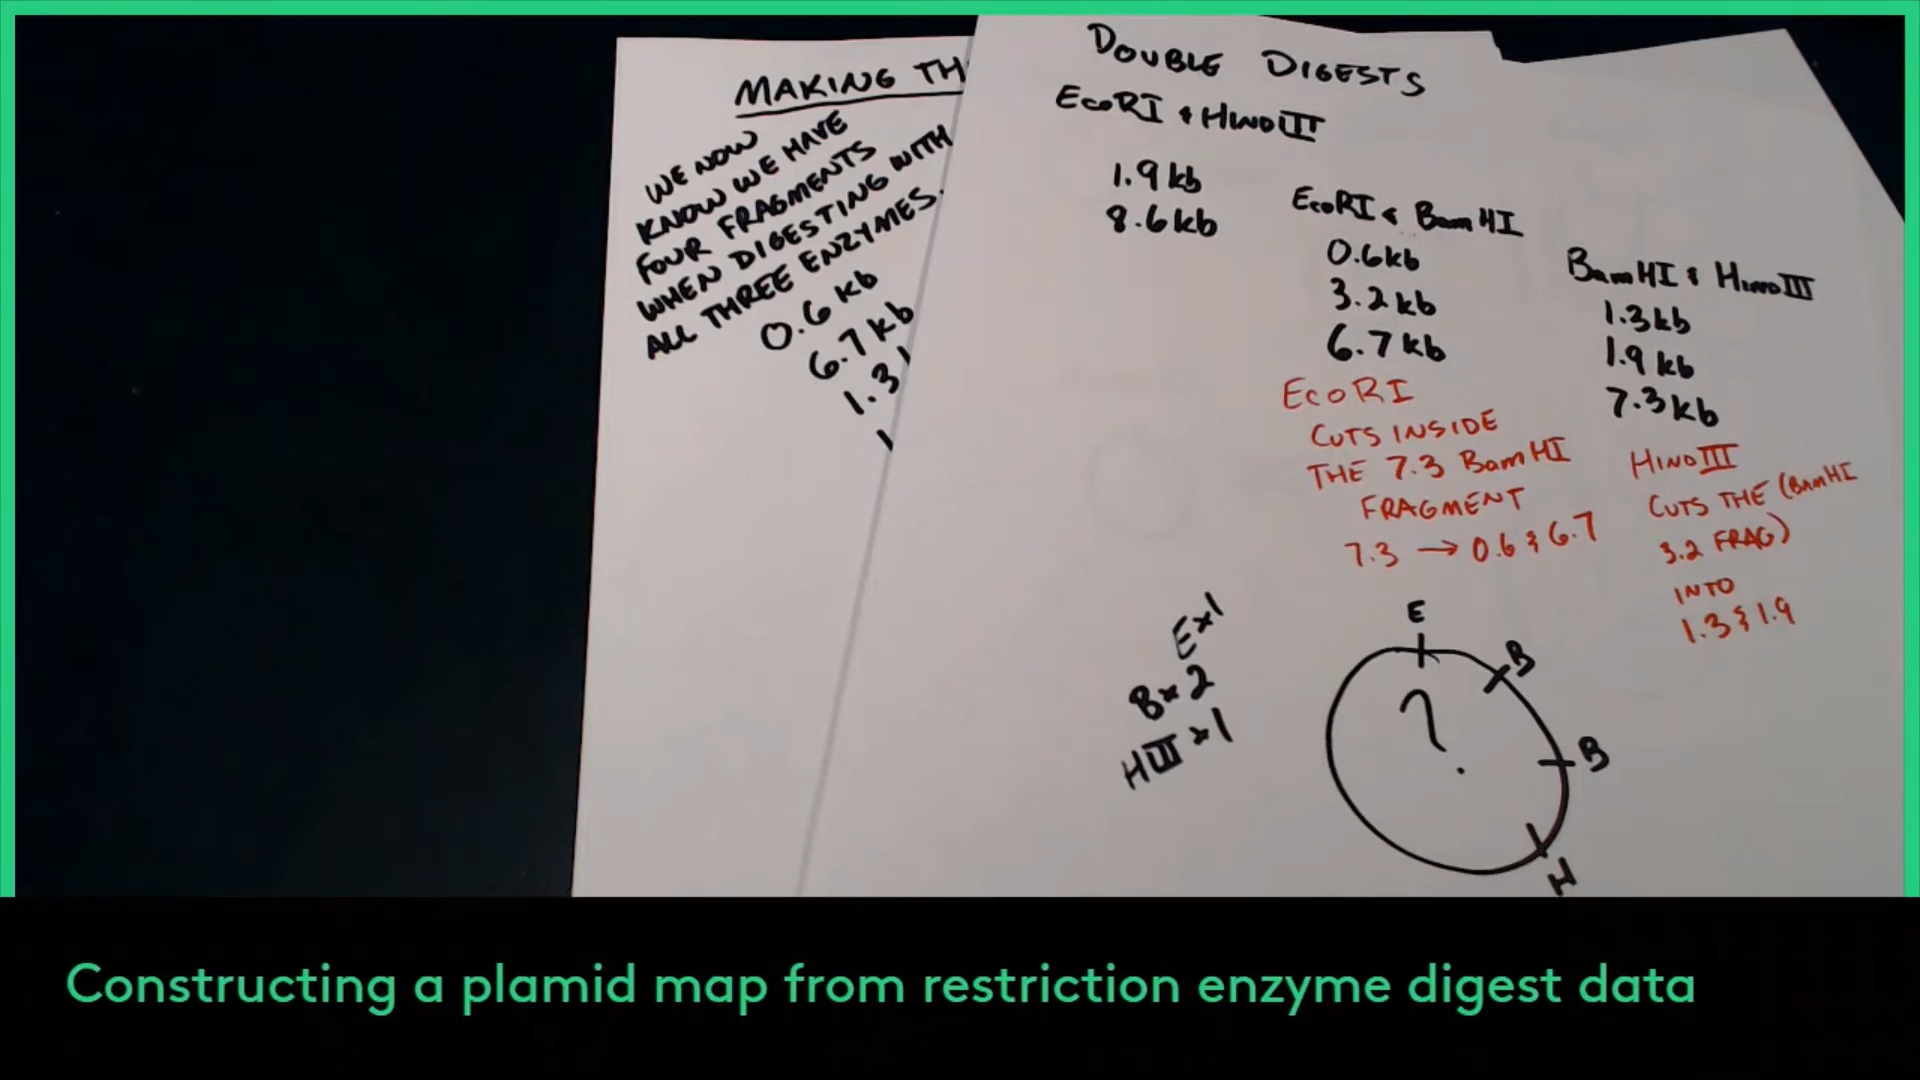 MAKING TH
WE NOW
KNOW WE HAVE
FOUR FRAGMENTS
WHEN DIGESTING WITH
ALL THREE ENZYMES.
0.6 kb
6.7 kb
1.3
1
DOUBLE DIGESTS
EcoRI & HINDIII
1.9 kb
8.6 kb
EcoRI & BamHI
0.6kb
3.2 kb
6.7 kb
EcoRI
CUTS INSIDE
THE 7.3 BamHI
FRAGMENT
7.3 → 0.6 & 6.7
BamHI & HINDIII
1.3kb
1.9 kb
7.3 kb
HINDIII
CUTS THE (BAMHI
3.2 FRAG)
INTO
1.3 & 1.9
E×1
B×2
HIII×1
E
B
B
H
?
Constructing a plamid map from restriction enzyme digest data